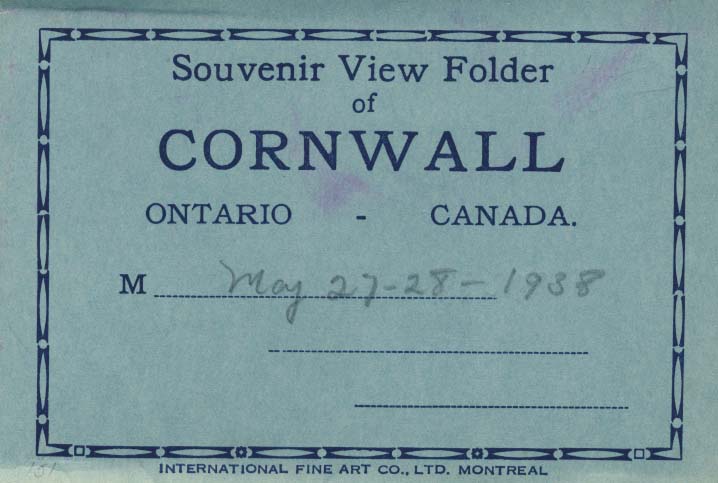 Souvenir View Folder
of
CORNWALL
ONTARIO - CANADA.
M May 27-28-1938
INTERNATIONAL FINE ART CO., LTD. MONTREAL